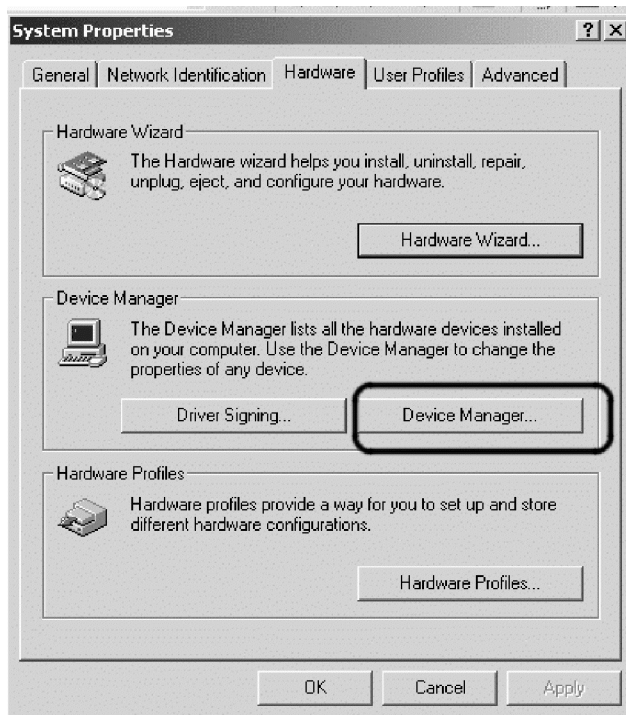 System Properties
General
Network Identification
Hardware
User Profiles
Advanced
Hardware Wizard
The Hardware wizard helps you install, uninstall, repair,
unplug, eject, and configure your hardware.
Hardware Wizard...
Device Manager
The Device Manager lists all the hardware devices installed
on your computer. Use the Device Manager to change the
properties of any device.
Driver Signing...
Device Manager...
Hardware Profiles
Hardware profiles provide a way for you to set up and store
different hardware configurations.
Hardware Profiles...
OK
Cancel
Apply